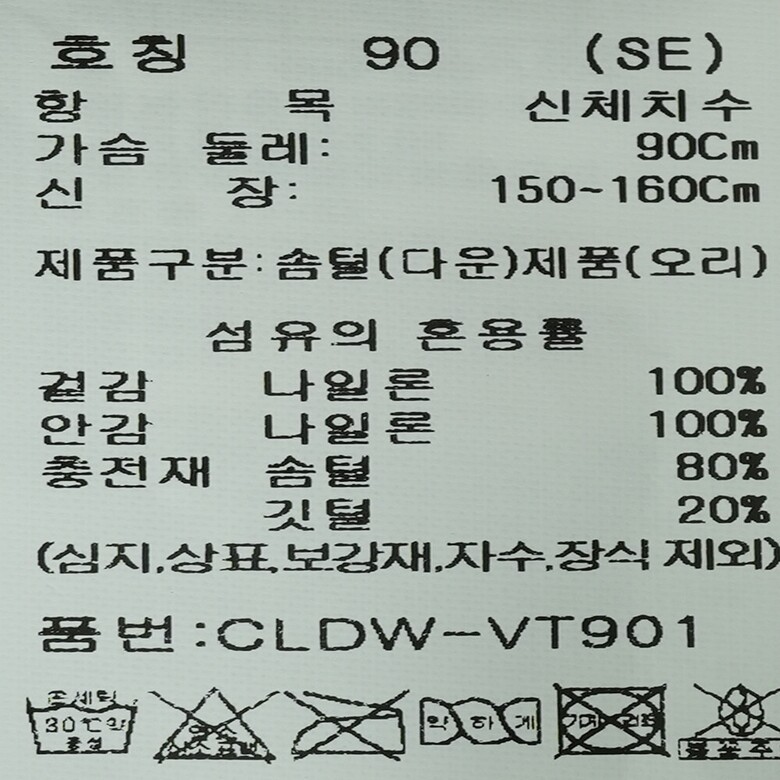 호칭 90 (SE)
항 목 신체치수
가슴 둘레: 90Cm
신 장: 150~160Cm
제품구분: 솜털(다운)제품(오리)
섬유의 혼용률
겉감 나일론 100%
안감 나일론 100%
충전재 솜털 80%
깃털 20%
(심지,상표,보강재,자수,장식 제외)
품번:CLDW-VT901
30℃약
약하게